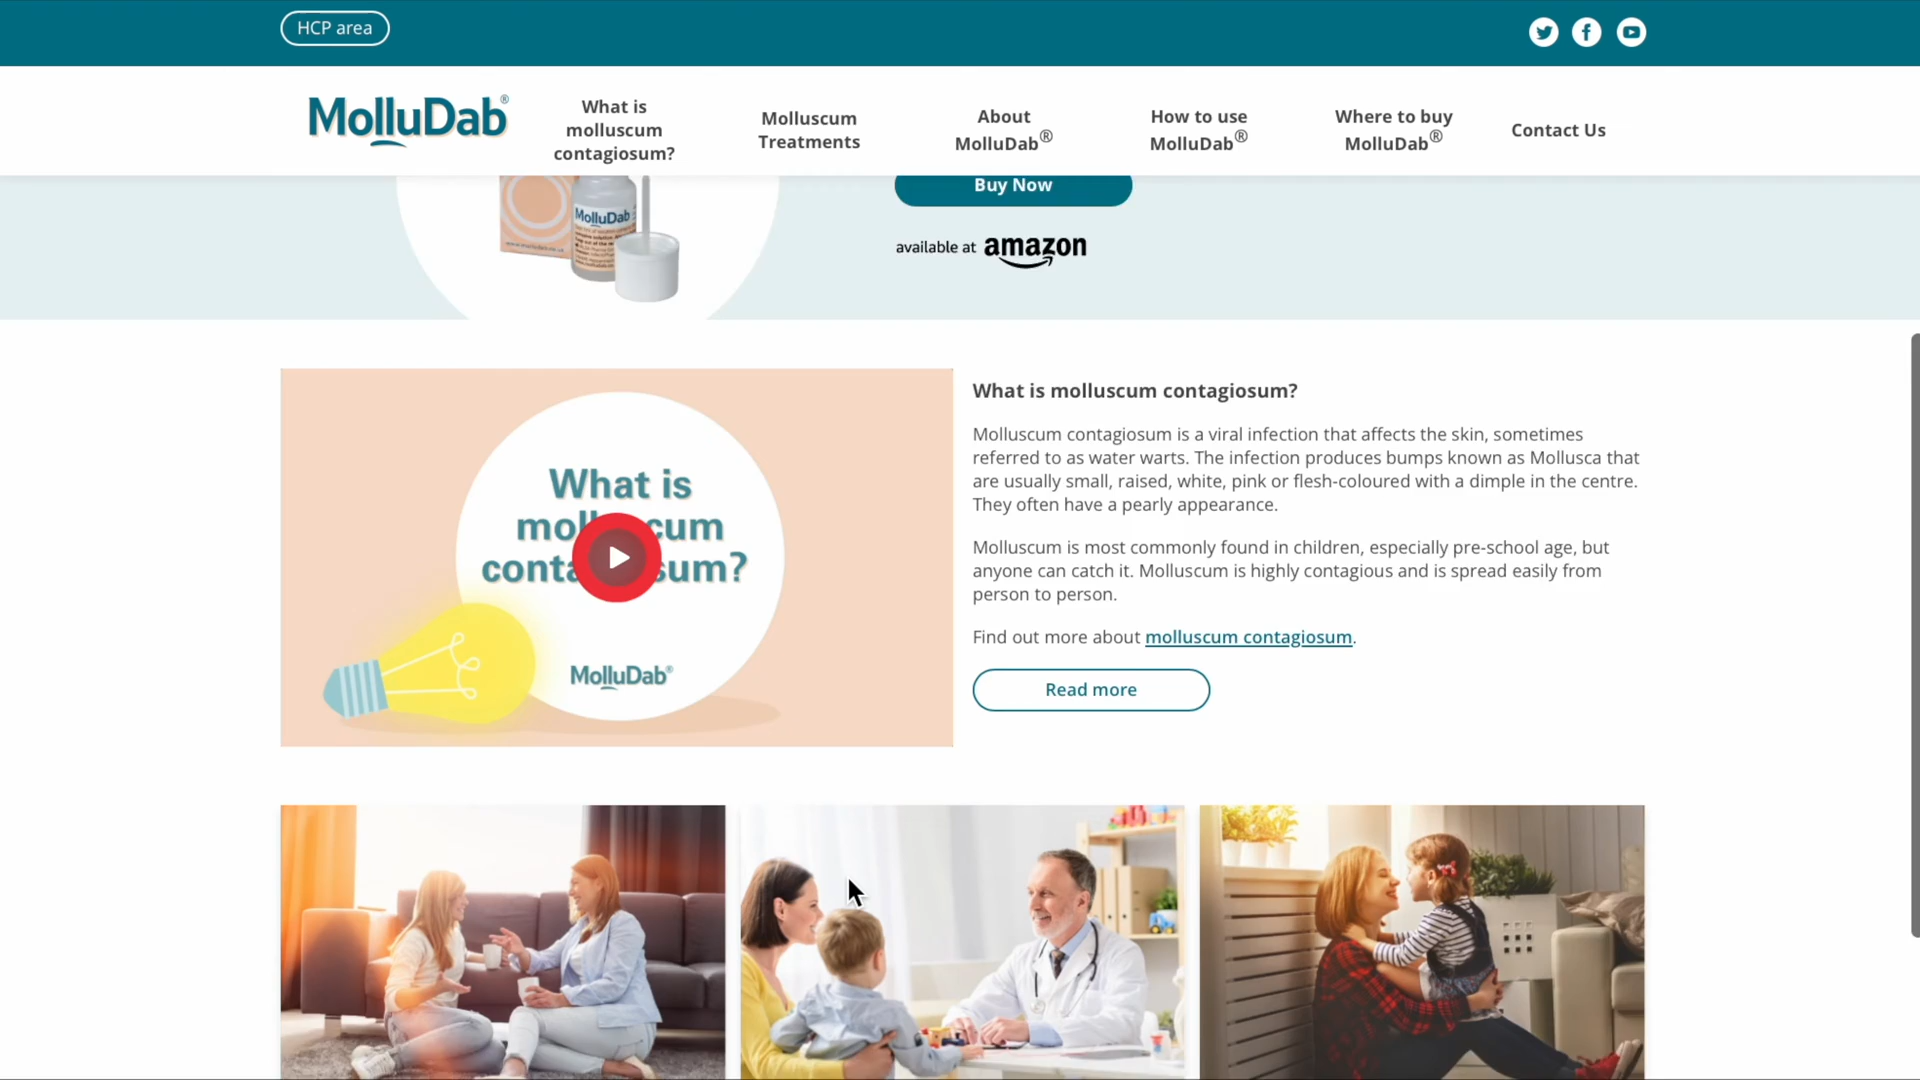 HCP area
MolluDab®
What is
molluscum
contagiosum?
Molluscum
Treatments
About
MolluDab®
How to use
MolluDab®
Where to buy
MolluDab®
Contact Us
MolluDab
Buy Now
available at amazon
What is
contagiosum?
MolluDab®
What is molluscum contagiosum?
Molluscum contagiosum is a viral infection that affects the skin, sometimes
referred to as water warts. The infection produces bumps known as Mollusca that
are usually small, raised, white, pink or flesh-coloured with a dimple in the centre.
They often have a pearly appearance.
Molluscum is most commonly found in children, especially pre-school age, but
anyone can catch it. Molluscum is highly contagious and is spread easily from
person to person.
Find out more about molluscum contagiosum.
Read more